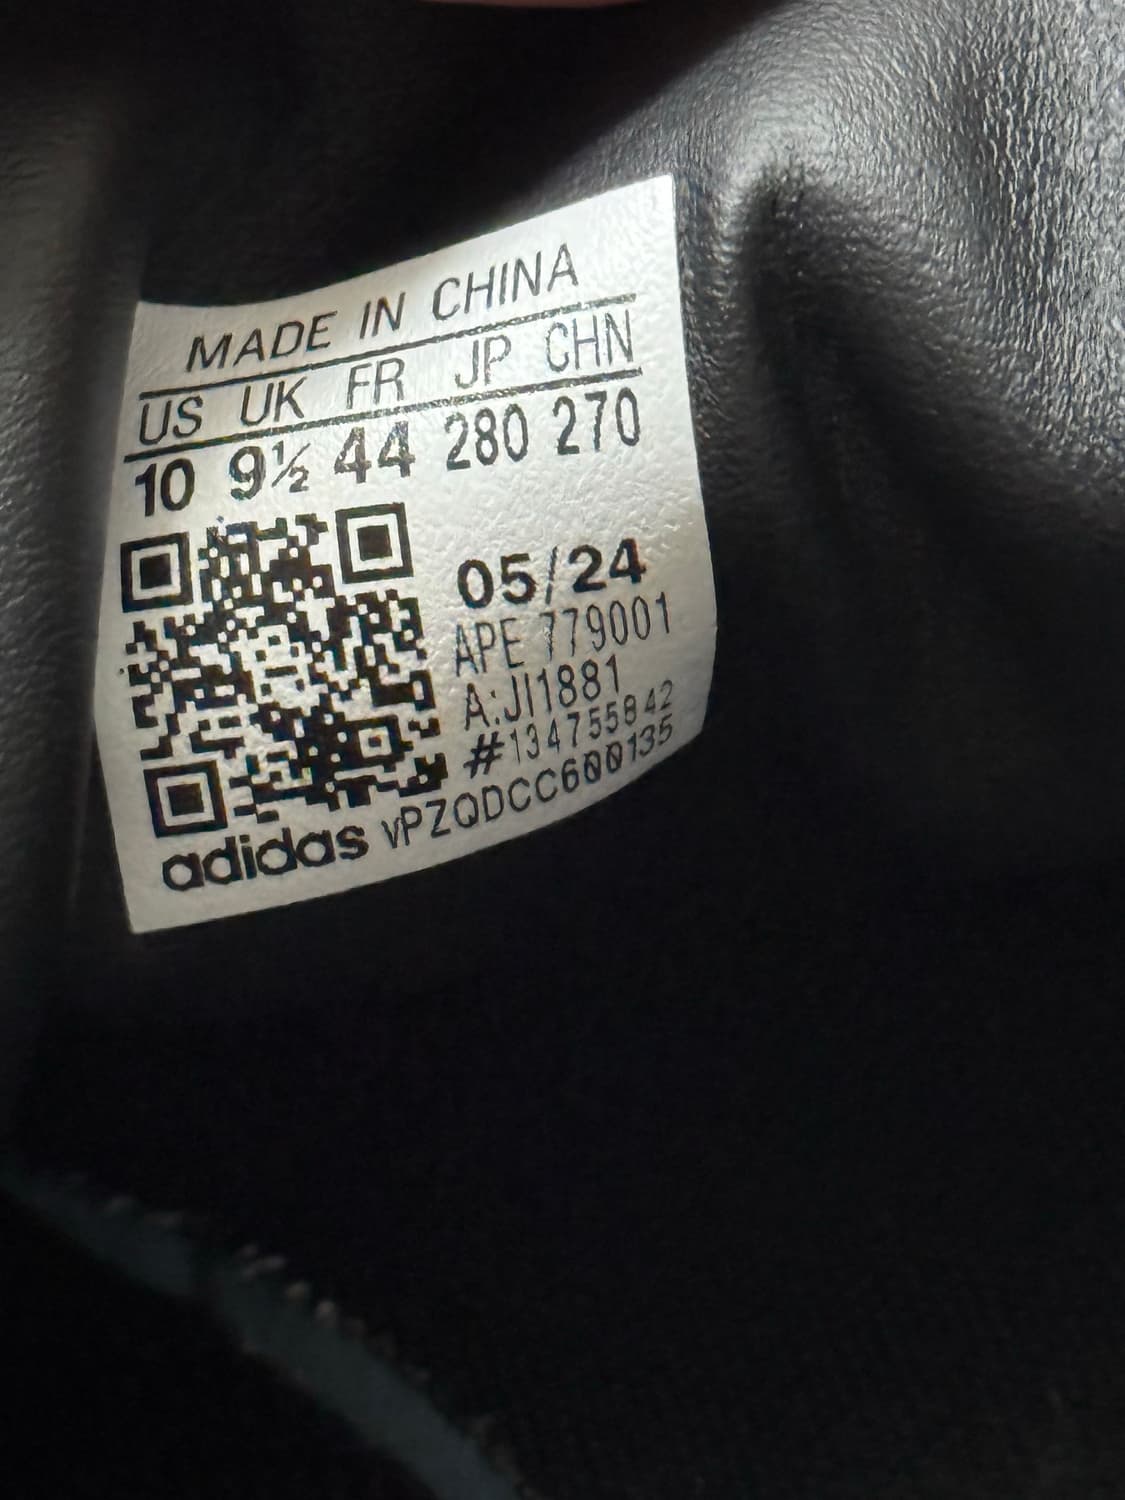 MADE IN CHINA
US UK FR JP CHN
10 9½ 44 280 270
05/24
APE 779001
A:JI1881
#134755842
adidas vPZQDCC600135